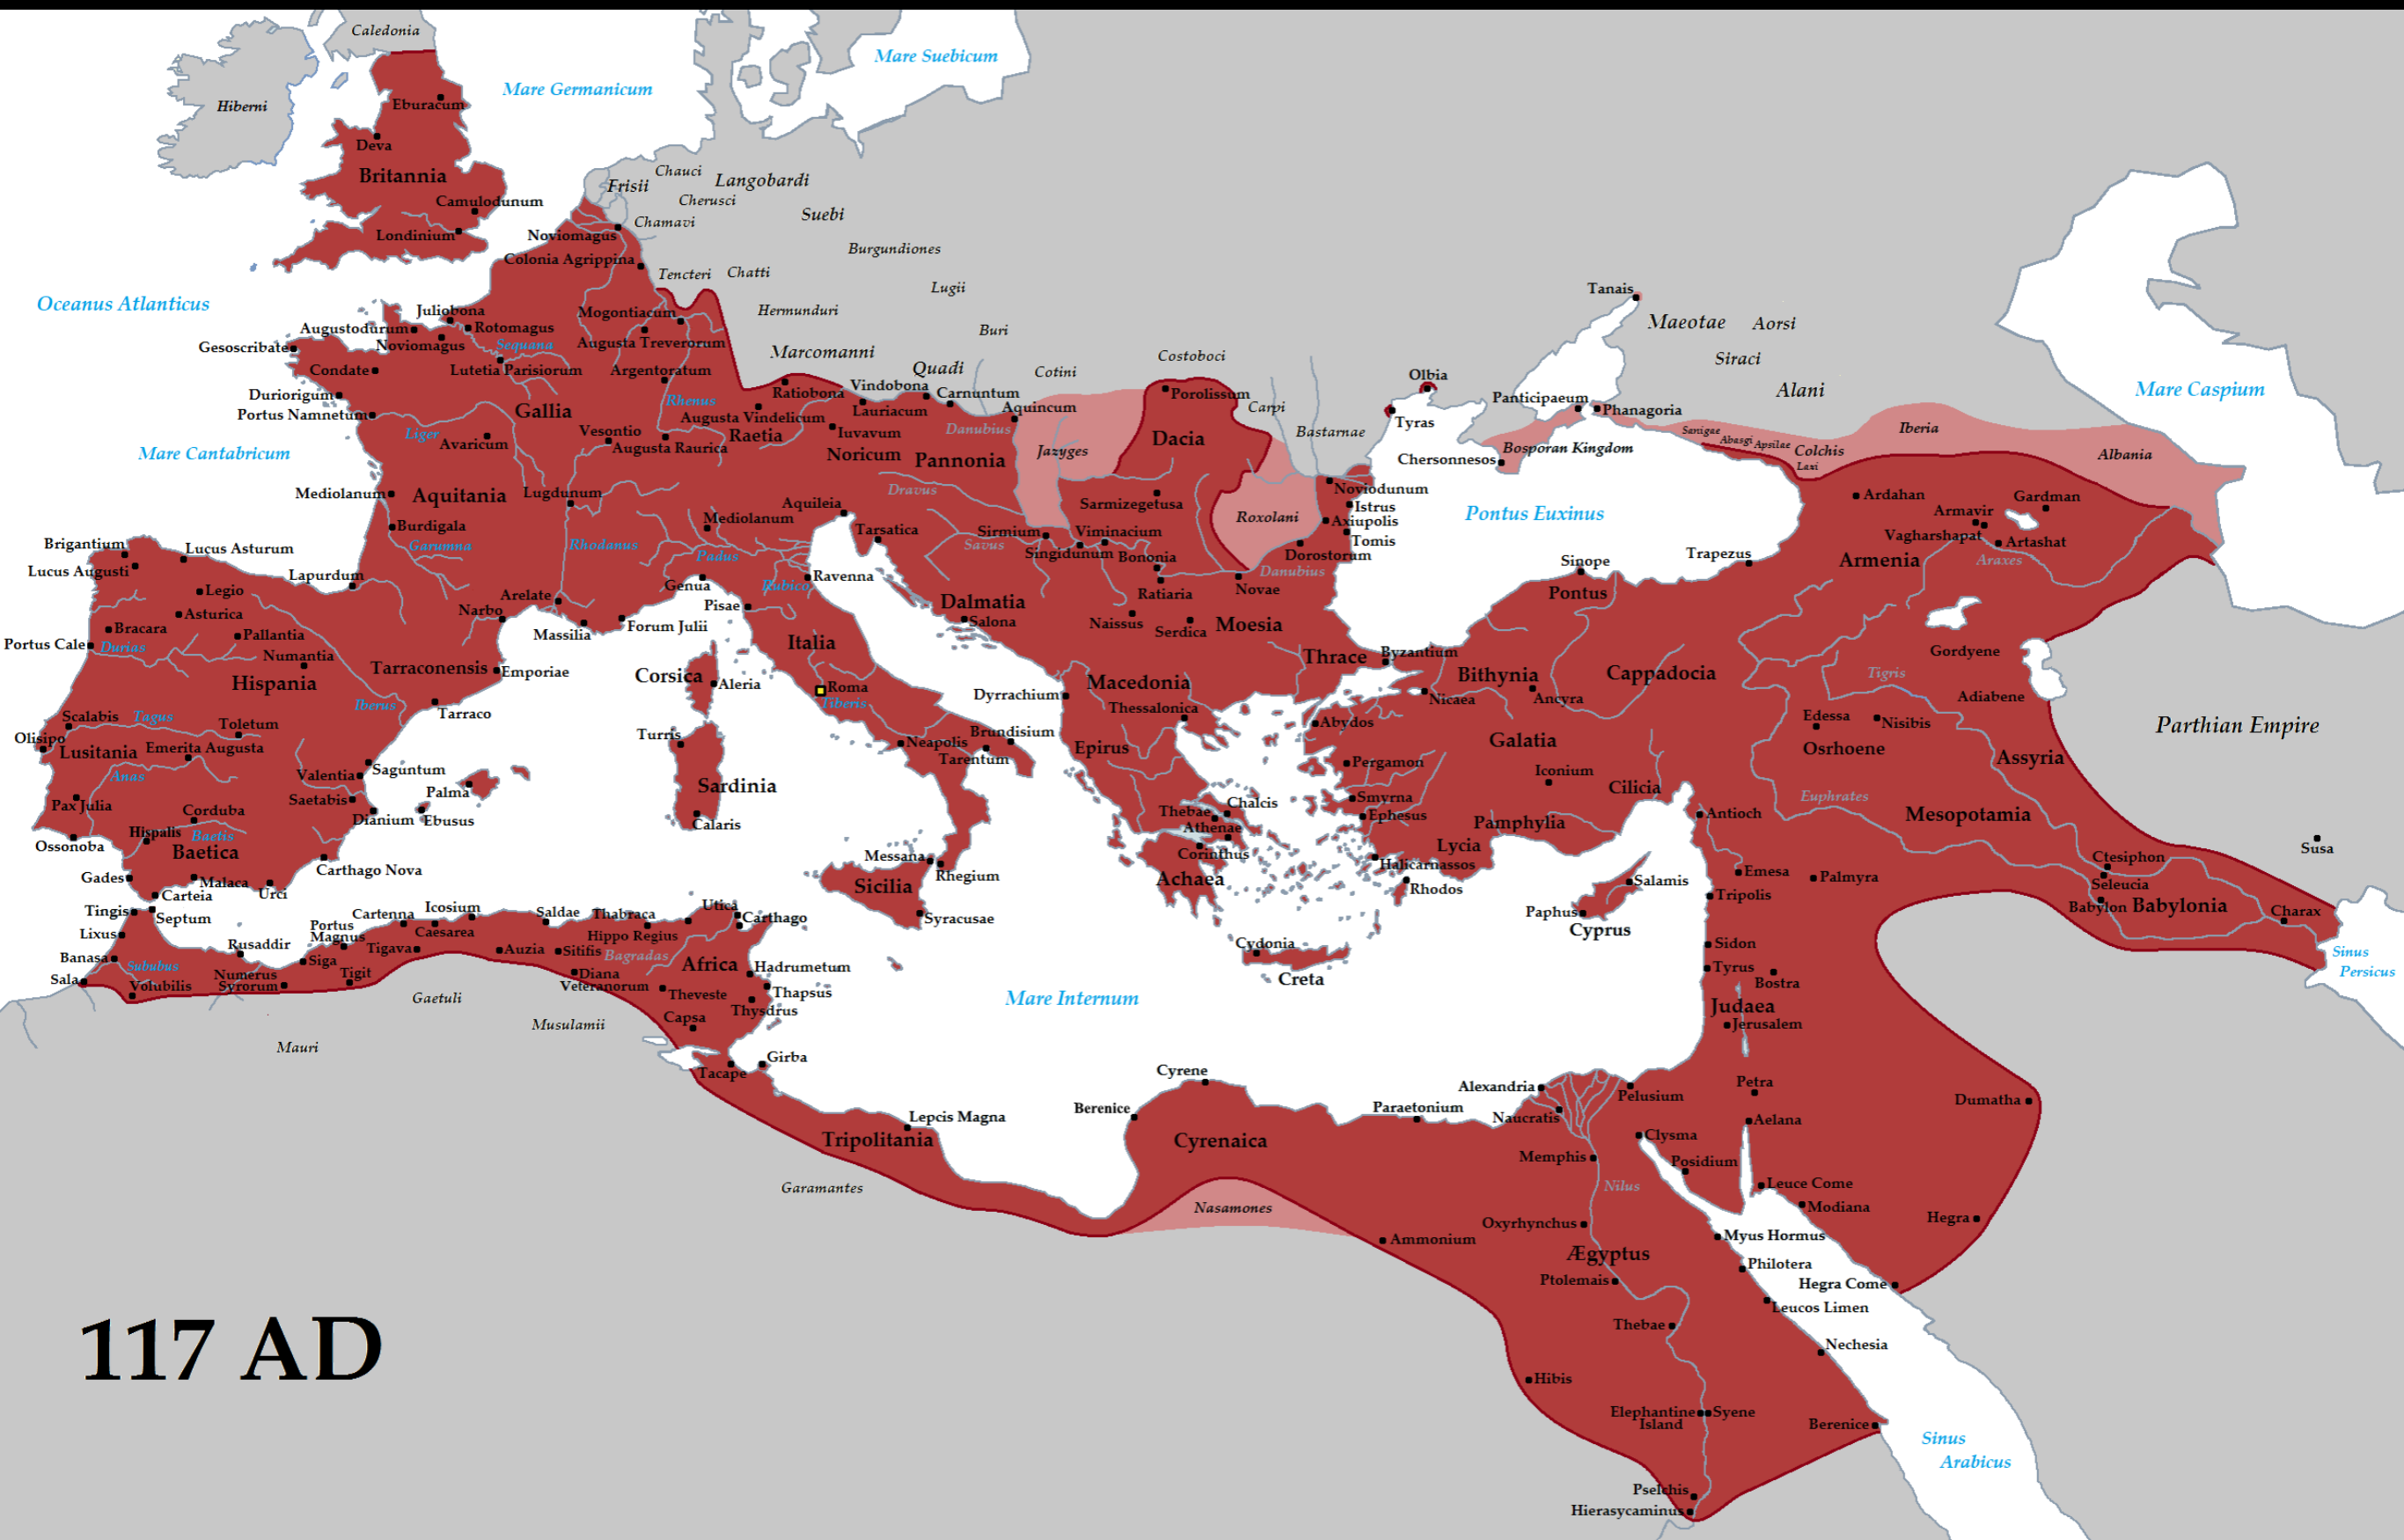 Caledonia
Hiberni
Mare Germanicum
Mare Suebicum
Eburacum
Deva
Britannia
Camulodunum
Londinium
Frisii
Chauci
Langobardi
Cherusci
Suebi
Chamavi
Noviomagus
Colonia Agrippina
Burgundiones
Tencteri
Chatti
Lugii
Hermunduri
Buri
Oceanus Atlanticus
Juliobona
Augustodurum
Rotomagus
Gesoscribate
Noviomagus
Sequana
Mogontiacum
Augusta Treverorum
Condate
Lutetia Parisiorum
Argentoratum
Duriorigum
Portus Namnetum
Gallia
Rhenus
Liger
Avaricum
Vesontio
Augusta Raurica
Augusta Vindelicum
Raetia
Marcomanni
Quadi
Cotini
Costoboci
Ratiobona
Vindobona
Carnuntum
Lauriacum
Aquincum
Iuvavum
Danubius
Noricum
Pannonia
Jazyges
Porolissum
Dacia
Carpi
Bastarnae
Olbia
Tyras
Tanais
Maeotae
Aorsi
Siraci
Alani
Panticipaeum
Phanagoria
Bosporan Kingdom
Chersonnesos
Sanigae
Abasgi
Apsilae
Colchis
Lazi
Iberia
Albania
Mare Caspium
Mare Cantabricum
Mediolanum
Aquitania
Lugdunum
Burdigala
Garumna
Rhodanus
Mediolanum
Padus
Aquileia
Tarsatica
Dravus
Savus
Sirmium
Singidunum
Viminacium
Bononia
Sarmizegetusa
Roxolani
Noviodunum
Istrus
Axiupolis
Tomis
Dorostorum
Danubius
Novae
Ratiaria
Naissus
Serdica
Moesia
Pontus Euxinus
Sinope
Pontus
Trapezus
Ardahan
Armavir
Gardman
Vagharshapat
Artashat
Armenia
Araxes
Brigantium
Lucus Asturum
Lucus Augusti
Lapurdum
Legio
Asturica
Bracara
Pallantia
Portus Cale
Durias
Numantia
Hispania
Tarraconensis
Narbo
Arelate
Massilia
Forum Julii
Genua
Pisae
Rubico
Ravenna
Emporiae
Iberus
Tarraco
Italia
Corsica
Aleria
Roma
Tiberis
Dalmatia
Salona
Dyrrachium
Macedonia
Thessalonica
Thrace
Byzantium
Bithynia
Nicaea
Ancyra
Cappadocia
Gordyene
Tigris
Adiabene
Scalabis
Tagus
Toletum
Olisipo
Lusitania
Emerita Augusta
Anas
Valentia
Saguntum
Palma
Pax Julia
Corduba
Saetabis
Dianium
Ebusus
Hispalis
Baetis
Ossonoba
Baetica
Carthago Nova
Gades
Malaca
Urci
Carteia
Turris
Sardinia
Calaris
Neapolis
Brundisium
Tarentum
Epirus
Abydos
Pergamon
Galatia
Iconium
Cilicia
Edessa
Nisibis
Osrhoene
Assyria
Parthian Empire
Euphrates
Mesopotamia
Thebae
Chalcis
Athenae
Corinthus
Achaea
Smyrna
Ephesus
Pamphylia
Lycia
Halicarnassos
Rhodos
Antioch
Messana
Rhegium
Sicilia
Syracusae
Salamis
Paphus
Cyprus
Emesa
Palmyra
Tripolis
Ctesiphon
Seleucia
Babylon
Babylonia
Charax
Susa
Sinus
Persicus
Tingis
Septum
Lixus
Banasa
Sala
Sububus
Volubilis
Rusaddir
Numerus
Syrorum
Siga
Portus
Magnus
Tigit
Cartenna
Icosium
Caesarea
Tigava
Saldae
Auzia
Sitifis
Thabraca
Hippo Regius
Bagradas
Utica
Carthago
Africa
Hadrumetum
Diana
Veteranorum
Theveste
Thapsus
Thysdrus
Capsa
Gaetuli
Musulamii
Mauri
Girba
Tacape
Cydonia
Creta
Mare Internum
Sidon
Tyrus
Bostra
Judaea
Jerusalem
Lepcis Magna
Tripolitania
Garamantes
Berenice
Cyrene
Cyrenaica
Nasamones
Paraetonium
Alexandria
Naucratis
Pelusium
Petra
Aelana
Clysma
Memphis
Posidium
Dumatha
Leuce Come
Nilus
Modiana
Hegra
Ammonium
Oxyrhynchus
Myus Hormus
Ægyptus
Philotera
Ptolemais
Hegra Come
Leucos Limen
Thebae
Nechesia
Hibis
Elephantine
Island
Syene
Berenice
Sinus
Arabicus
Pselchis
Hierasycaminus
117 AD